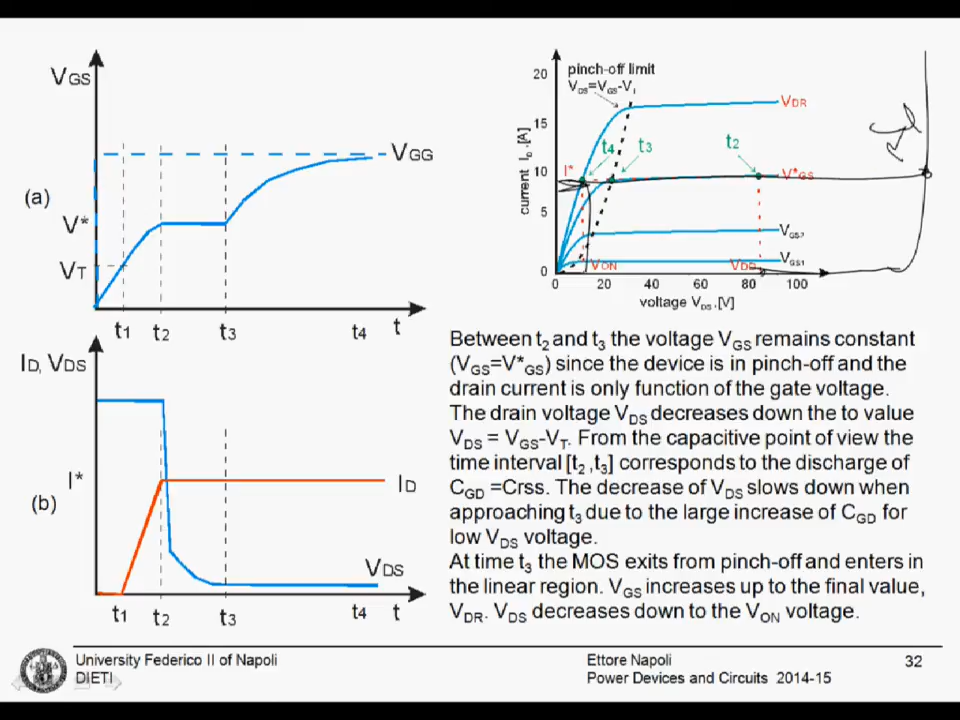 VGS
VGG
(a)
V*
VT
t1
t2
t3
t4
t
ID, VDS
I*
ID
(b)
VDS
t1
t2
t3
t4
t
20
15
10
5
0
current ID.[A]
pinch-off limit
VDS=VGS-VT
VDR
t4
t3
t2
I*
V*GS
VGS2
VGS1
VON
VDD
0
20
40
60
80
100
voltage VDS.[V]
Between t2 and t3 the voltage VGS remains constant
(VGS=V*GS) since the device is in pinch-off and the
drain current is only function of the gate voltage.
The drain voltage VDS decreases down the to value
VDS = VGS-VT. From the capacitive point of view the
time interval [t2 ,t3] corresponds to the discharge of
CGD =Crss. The decrease of VDS slows down when
approaching t3 due to the large increase of CGD for
low VDS voltage.
At time t3 the MOS exits from pinch-off and enters in
the linear region. VGS increases up to the final value,
VDR. VDS decreases down to the VON voltage.
University Federico II of Napoli
DIETI
Ettore Napoli
Power Devices and Circuits 2014-15
32